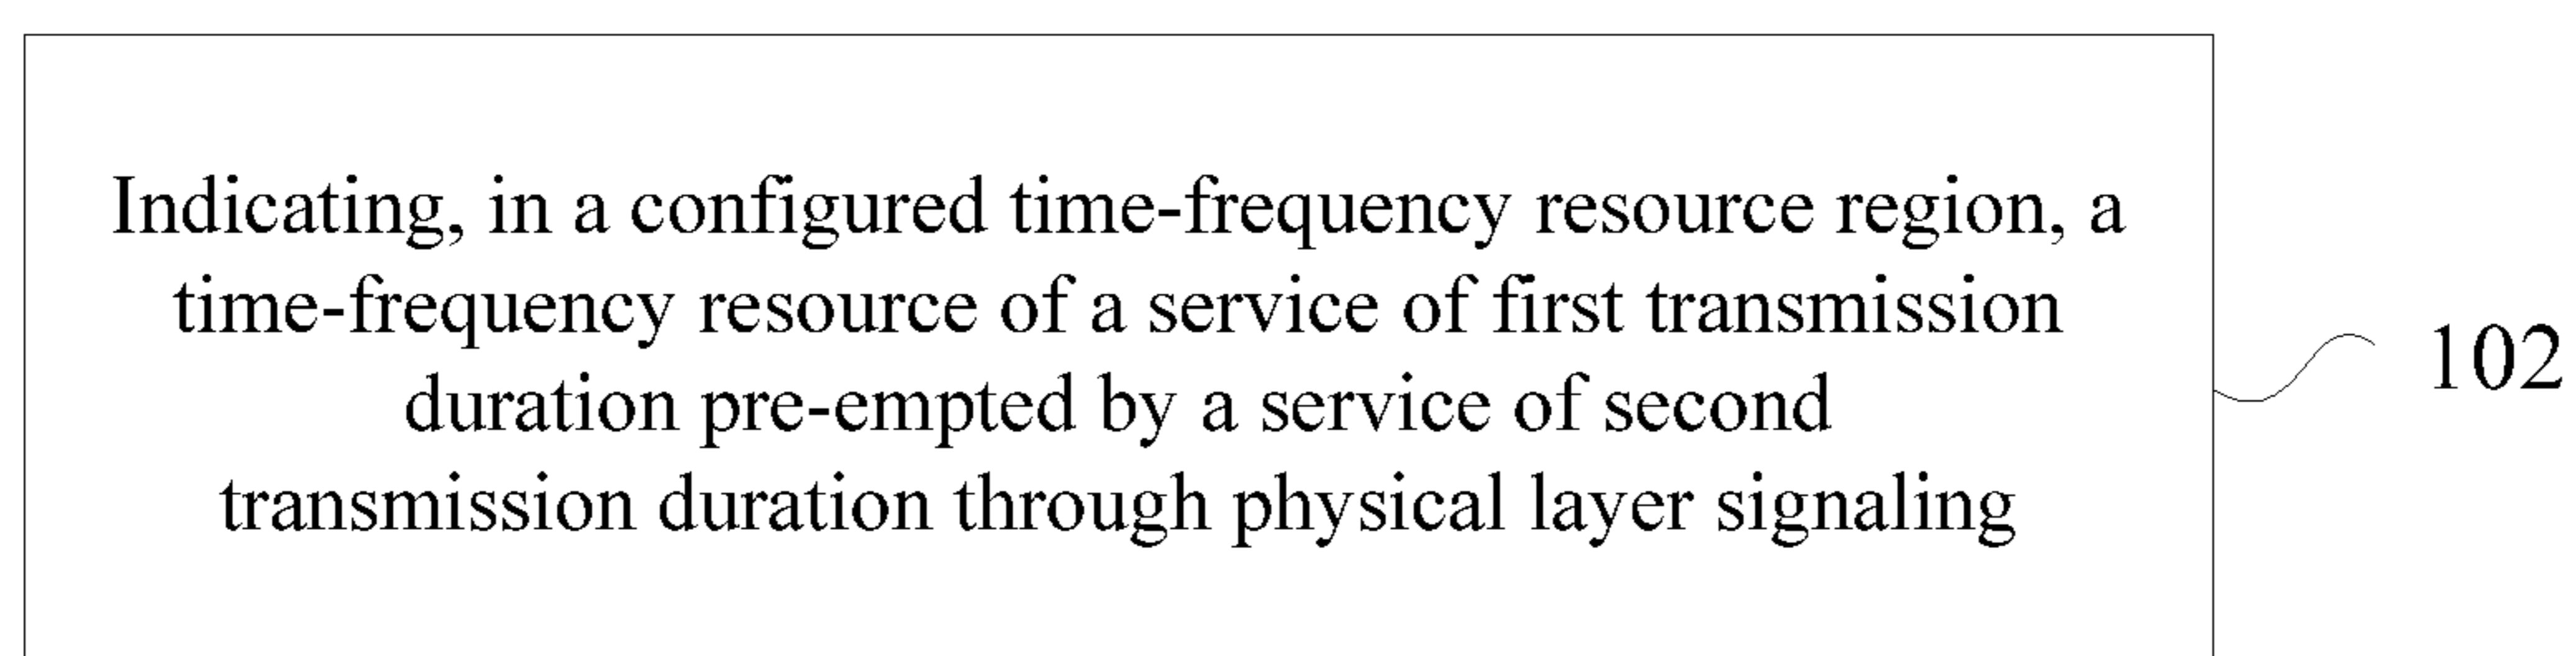 Indicating, in a configured time-frequency resource region, a
time-frequency resource of a service of first transmission
duration pre-empted by a service of second
transmission duration through physical layer signaling
102